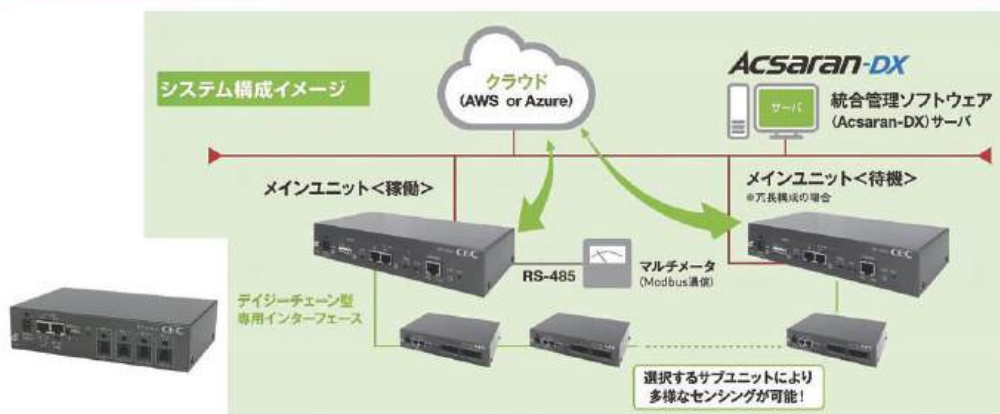 システム構成イメージ
クラウド
(AWS or Azure)
Acsaran-DX
サーバ
統合管理ソフトウェア
(Acsaran-DX)サーバ
メインユニット<稼働>
メインユニット<待機>
※冗長構成の場合
RS-485
マルチメータ
(Modbus通信)
デイジーチェーン型
専用インターフェース
選択するサブユニットにより
多様なセンシングが可能!